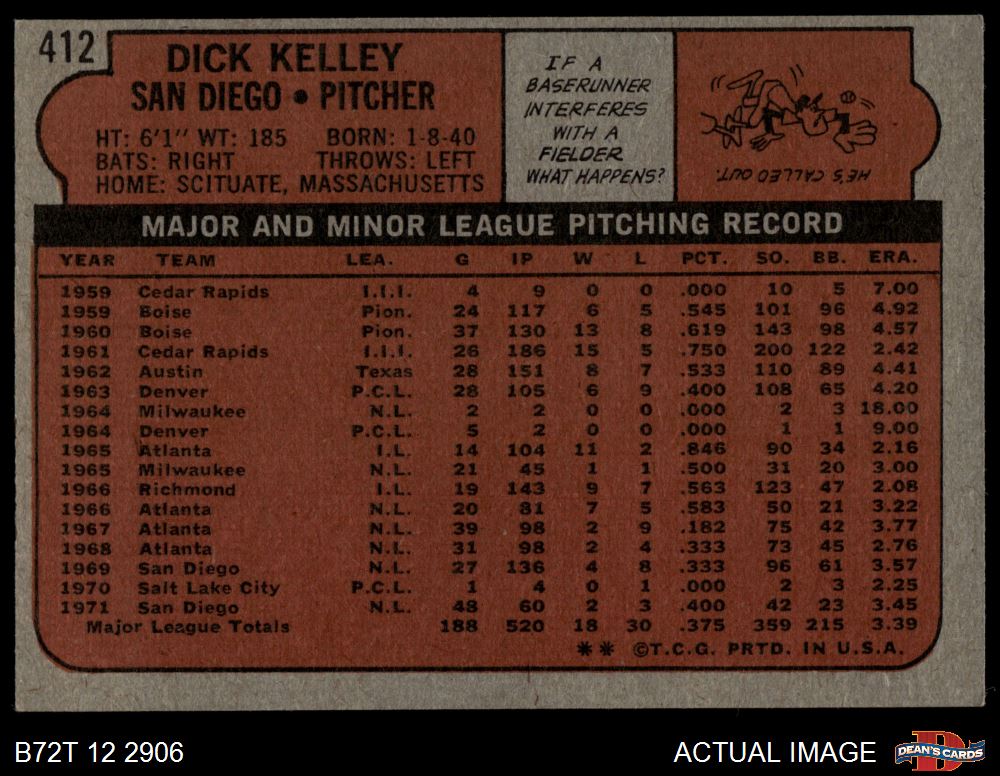 412
DICK KELLEY
SAN DIEGO • PITCHER
HT: 6'1" WT: 185 BORN: 1-8-40
BATS: RIGHT THROWS: LEFT
HOME: SCITUATE, MASSACHUSETTS
IF A
BASERUNNER
INTERFERES
WITH A
FIELDER
WHAT HAPPENS?
HE'S CALLED OUT.
MAJOR AND MINOR LEAGUE PITCHING RECORD
YEAR TEAM LEA. G IP W L PCT. SO. BB. ERA.
1959 Cedar Rapids I.I.I. 4 9 0 0 .000 10 5 7.00
1959 Boise Pion. 24 117 6 5 .545 101 96 4.92
1960 Boise Pion. 37 130 13 8 .619 143 98 4.57
1961 Cedar Rapids I.I.I. 26 186 15 5 .750 200 122 2.42
1962 Austin Texas 28 151 8 7 .533 110 89 4.41
1963 Denver P.C.L. 28 105 6 9 .400 108 65 4.20
1964 Milwaukee N.L. 2 2 0 0 .000 2 3 18.00
1964 Denver P.C.L. 5 2 0 0 .000 1 1 9.00
1965 Atlanta I.L. 14 104 11 2 .846 90 34 2.16
1965 Milwaukee N.L. 21 45 1 1 .500 31 20 3.00
1966 Richmond I.L. 19 143 9 7 .563 123 47 2.08
1966 Atlanta N.L. 20 81 7 5 .583 50 21 3.22
1967 Atlanta N.L. 39 98 2 9 .182 75 42 3.77
1968 Atlanta N.L. 31 98 2 4 .333 73 45 2.76
1969 San Diego N.L. 27 136 4 8 .333 96 61 3.57
1970 Salt Lake City P.C.L. 1 4 0 1 .000 2 3 2.25
1971 San Diego N.L. 48 60 2 3 .400 42 23 3.45
Major League Totals 188 520 18 30 .375 359 215 3.39
** ©T.C.G. PRTD. IN U.S.A.
B72T 12 2906
ACTUAL IMAGE
D
DEAN'S CARDS